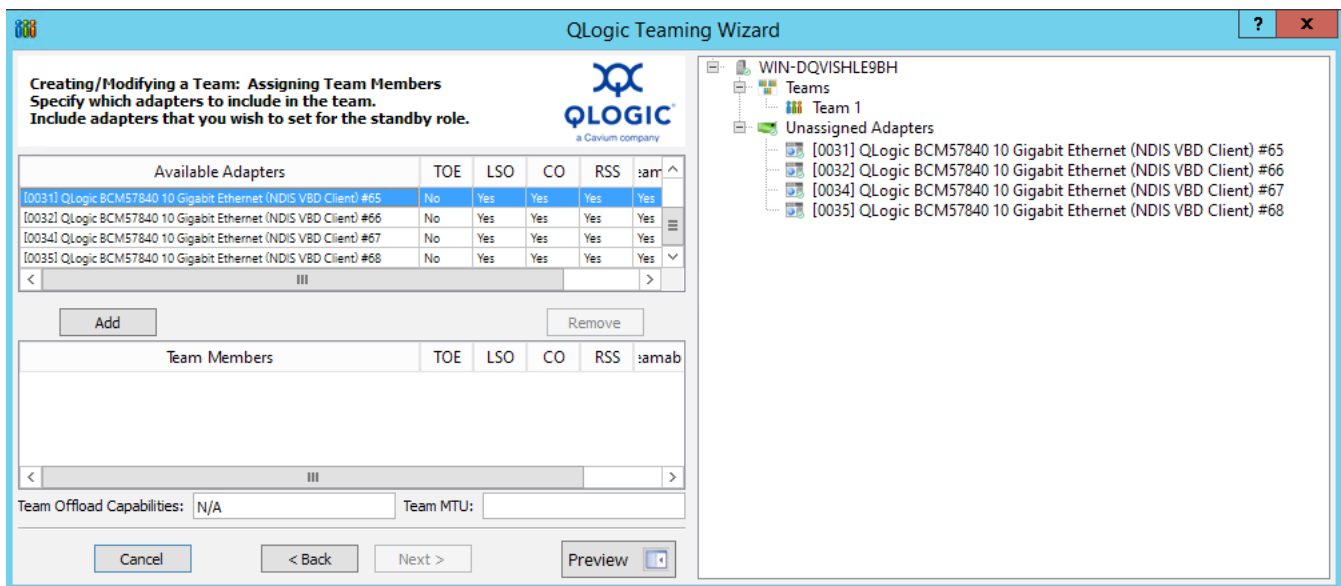 QLogic Teaming Wizard
?
x
Creating/Modifying a Team: Assigning Team Members
Specify which adapters to include in the team.
Include adapters that you wish to set for the standby role.
QLOGIC
a Cavium company
Available Adapters TOE LSO CO RSS :eam
[0031] QLogic BCM57840 10 Gigabit Ethernet (NDIS VBD Client) #65 No Yes Yes Yes Yes
[0032] QLogic BCM57840 10 Gigabit Ethernet (NDIS VBD Client) #66 No Yes Yes Yes Yes
[0034] QLogic BCM57840 10 Gigabit Ethernet (NDIS VBD Client) #67 No Yes Yes Yes Yes
[0035] QLogic BCM57840 10 Gigabit Ethernet (NDIS VBD Client) #68 No Yes Yes Yes Yes
Add Remove
Team Members TOE LSO CO RSS :eamab
Team Offload Capabilities: N/A Team MTU:
Cancel < Back Next > Preview
WIN-DQVISHLE9BH
Teams
Team 1
Unassigned Adapters
[0031] QLogic BCM57840 10 Gigabit Ethernet (NDIS VBD Client) #65
[0032] QLogic BCM57840 10 Gigabit Ethernet (NDIS VBD Client) #66
[0034] QLogic BCM57840 10 Gigabit Ethernet (NDIS VBD Client) #67
[0035] QLogic BCM57840 10 Gigabit Ethernet (NDIS VBD Client) #68